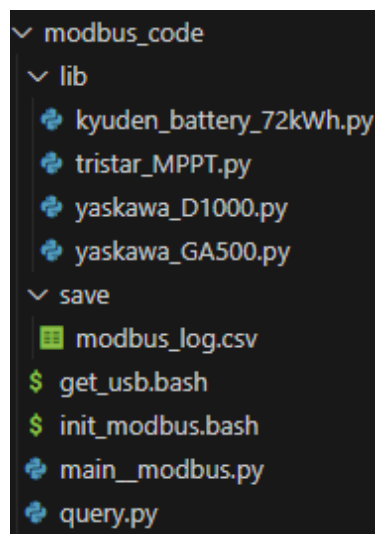 modbus_code
lib
kyuden_battery_72kWh.py
tristar_MPPT.py
yaskawa_D1000.py
yaskawa_GA500.py
save
modbus_log.csv
$ get_usb.bash
$ init_modbus.bash
main__modbus.py
query.py